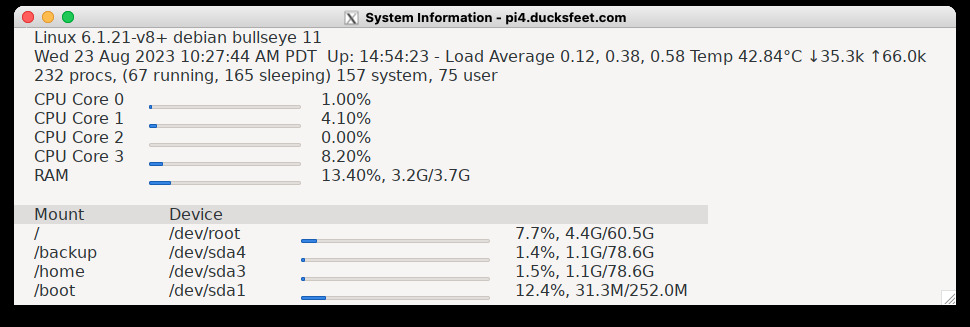 System Information - pi4.ducksfeet.com
Linux 6.1.21-v8+ debian bullseye 11
Wed 23 Aug 2023 10:27:44 AM PDT  Up: 14:54:23 - Load Average 0.12, 0.38, 0.58 Temp 42.84°C ↓35.3k ↑66.0k
232 procs, (67 running, 165 sleeping) 157 system, 75 user
CPU Core 0 1.00%
CPU Core 1 4.10%
CPU Core 2 0.00%
CPU Core 3 8.20%
RAM 13.40%, 3.2G/3.7G
Mount Device
/ /dev/root 7.7%, 4.4G/60.5G
/backup /dev/sda4 1.4%, 1.1G/78.6G
/home /dev/sda3 1.5%, 1.1G/78.6G
/boot /dev/sda1 12.4%, 31.3M/252.0M